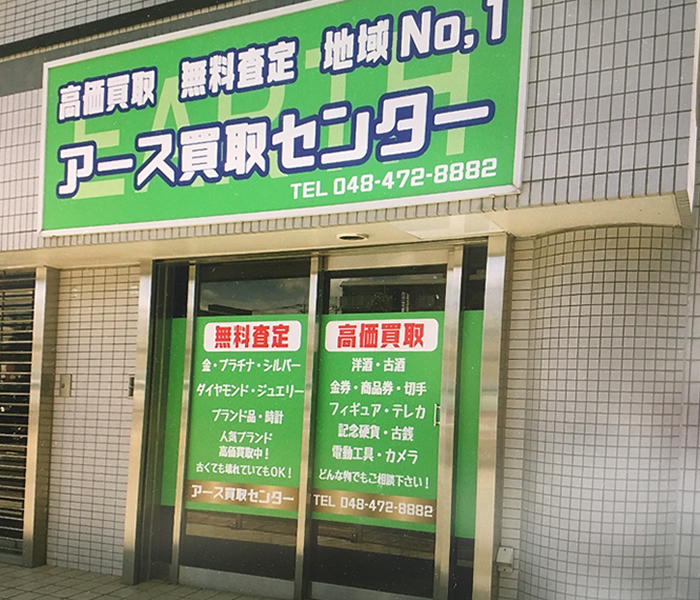 高価買取 無料査定 地域No,1
EARTH
アース買取センター
TEL 048-472-8882
無料査定
金・プラチナ・シルバー
ダイヤモンド・ジュエリー
ブランド品・時計
人気ブランド
高価買取中!
古くても壊れていてもOK!
アース買取センター
高価買取
洋酒・古酒
金券・商品券・切手
フィギュア・テレカ
記念硬貨・古銭
電動工具・カメラ
どんな物でもご相談下さい!
TEL 048-472-8882